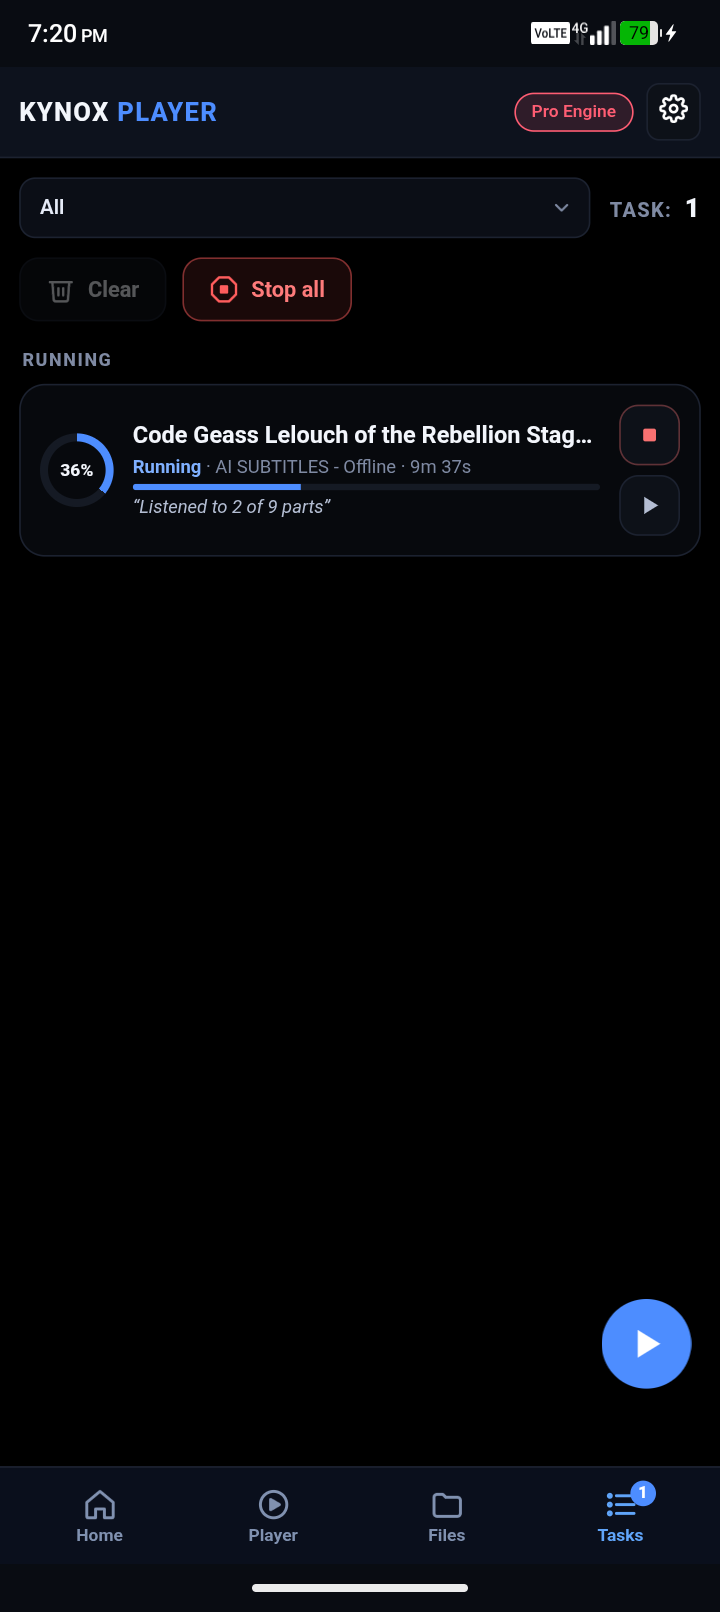 7:20 PM
VoLTE 4G 79
KYNOX PLAYER
Pro Engine
All
TASK: 1
Clear
Stop all
RUNNING
36%
Code Geass Lelouch of the Rebellion Stag...
Running · AI SUBTITLES - Offline · 9m 37s
“Listened to 2 of 9 parts”
1
Home
Player
Files
Tasks